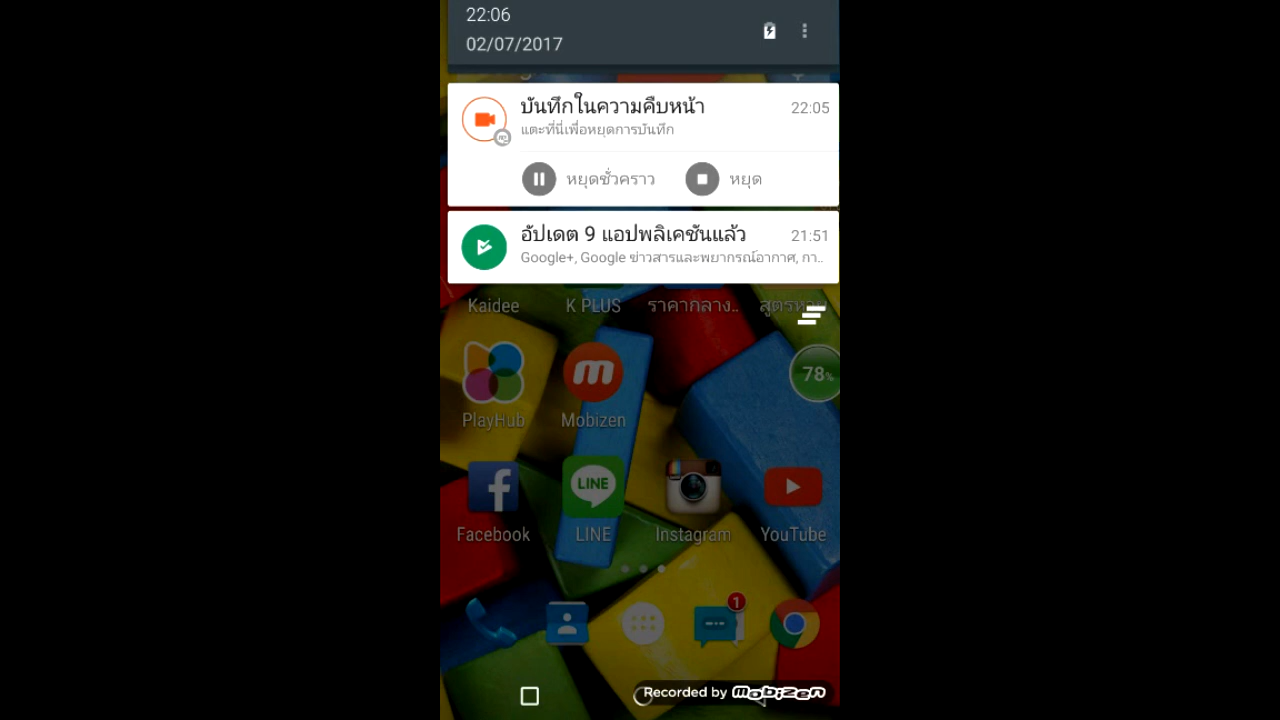 22:06
02/07/2017
บันทึกในความคืบหน้า 22:05
แตะที่นี่เพื่อหยุดการบันทึก
หยุดชั่วคราว หยุด
อัปเดต 9 แอปพลิเคชันแล้ว 21:51
Google+, Google ข่าวสารและพยากรณ์อากาศ, กา..
Kaidee K PLUS ราคากลาง..
78%
PlayHub Mobizen
LINE
Facebook LINE Instagram YouTube
1
Recorded by mobizen